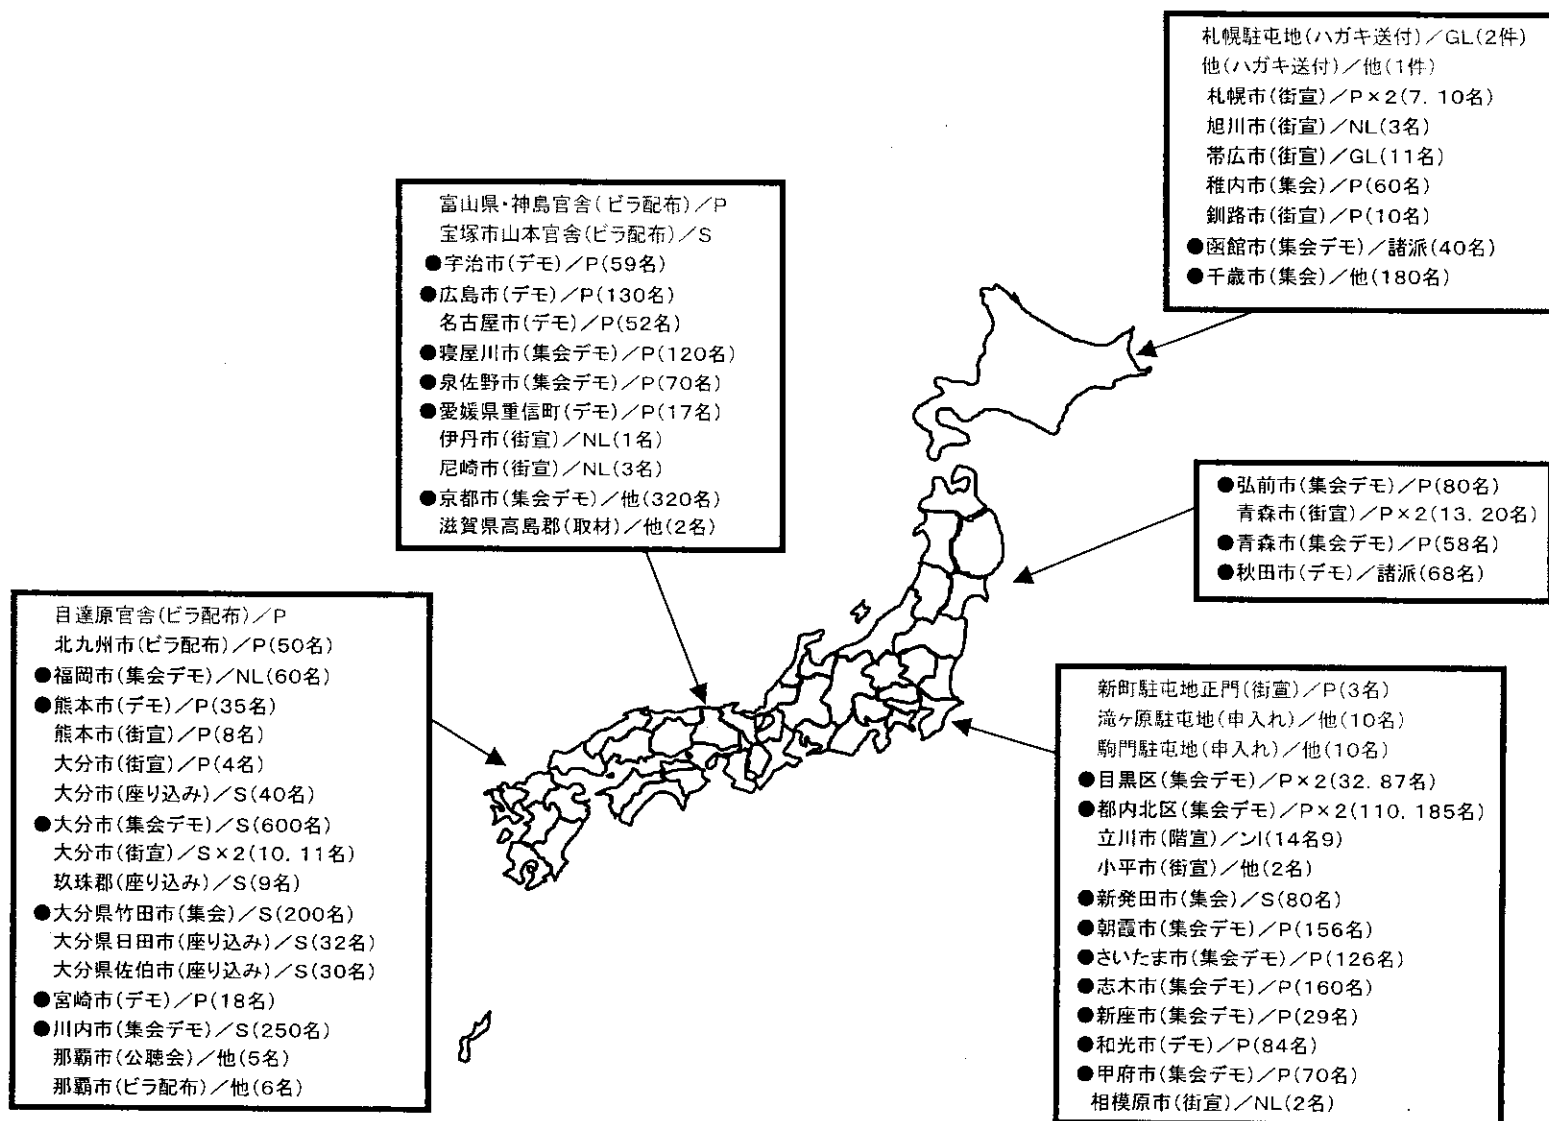 札幌駐屯地(ハガキ送付)／GL(2件)
他(ハガキ送付)／他(1件)
札幌市(街宣)／P×2(7. 10名)
旭川市(街宣)／NL(3名)
帯広市(街宣)／GL(11名)
稚内市(集会)／P(60名)
釧路市(街宣)／P(10名)
●函館市(集会デモ)／諸派(40名)
●千歳市(集会)／他(180名)
富山県・神島官舎(ビラ配布)／P
宝塚市山本官舎(ビラ配布)／S
●宇治市(デモ)／P(59名)
●広島市(デモ)／P(130名)
名古屋市(デモ)／P(52名)
●寝屋川市(集会デモ)／P(120名)
●泉佐野市(集会デモ)／P(70名)
●愛媛県重信町(デモ)／P(17名)
伊丹市(街宣)／NL(1名)
尼崎市(街宣)／NL(3名)
●京都市(集会デモ)／他(320名)
滋賀県高島郡(取材)／他(2名)
●弘前市(集会デモ)／P(80名)
青森市(街宣)／P×2(13. 20名)
●青森市(集会デモ)／P(58名)
●秋田市(デモ)／諸派(68名)
目達原官舎(ビラ配布)／P
北九州市(ビラ配布)／P(50名)
●福岡市(集会デモ)／NL(60名)
●熊本市(デモ)／P(35名)
熊本市(街宣)／P(8名)
大分市(街宣)／P(4名)
大分市(座り込み)／S(40名)
●大分市(集会デモ)／S(600名)
大分市(街宣)／S×2(10. 11名)
玖珠郡(座り込み)／S(9名)
●大分県竹田市(集会)／S(200名)
大分県日田市(座り込み)／S(32名)
大分県佐伯市(座り込み)／S(30名)
●宮崎市(デモ)／P(18名)
●川内市(集会デモ)／S(250名)
那覇市(公聴会)／他(5名)
那覇市(ビラ配布)／他(6名)
新町駐屯地正門(街宣)／P(3名)
滝ヶ原駐屯地(申入れ)／他(10名)
駒門駐屯地(申入れ)／他(10名)
●目黒区(集会デモ)／P×2(32. 87名)
●都内北区(集会デモ)／P×2(110. 185名)
立川市(階宣)／ンI(14名9)
小平市(街宣)／他(2名)
●新発田市(集会)／S(80名)
●朝霞市(集会デモ)／P(156名)
●さいたま市(集会デモ)／P(126名)
●志木市(集会デモ)／P(160名)
●新座市(集会デモ)／P(29名)
●和光市(デモ)／P(84名)
●甲府市(集会デモ)／P(70名)
相模原市(街宣)／NL(2名)